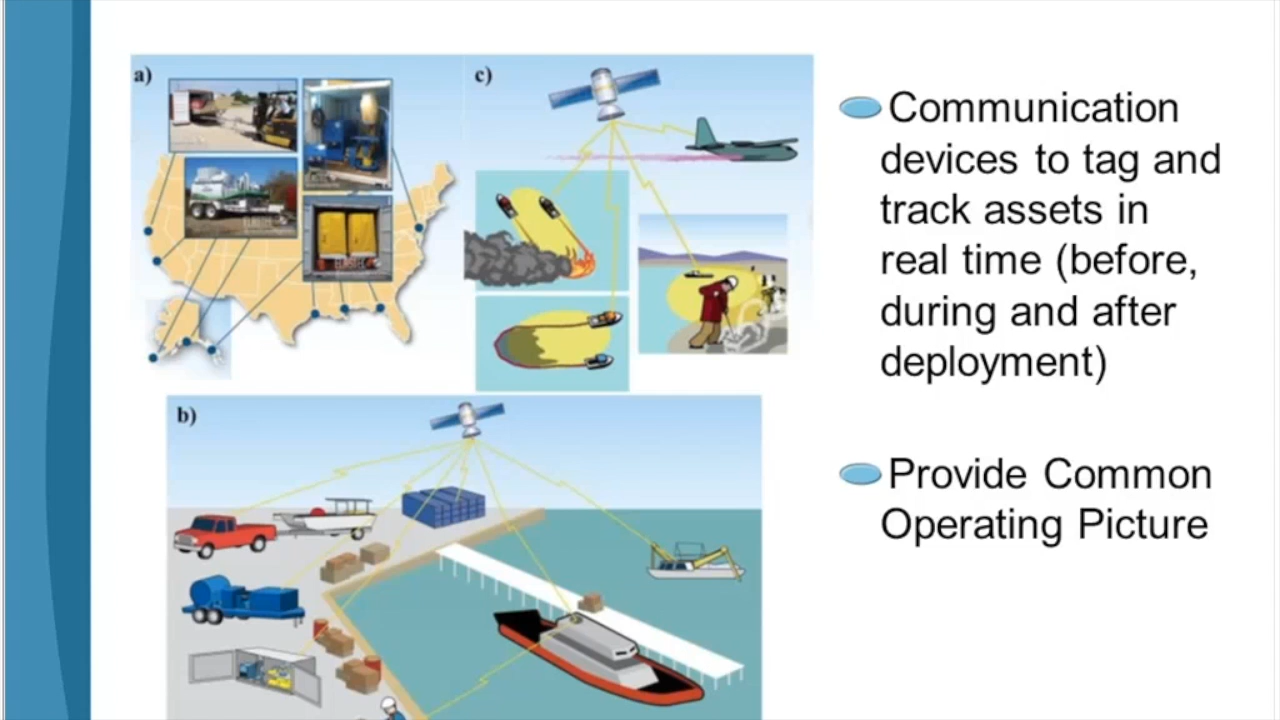 a)
c)
b)
Communication
devices to tag and
track assets in
real time (before,
during and after
deployment)
Provide Common
Operating Picture